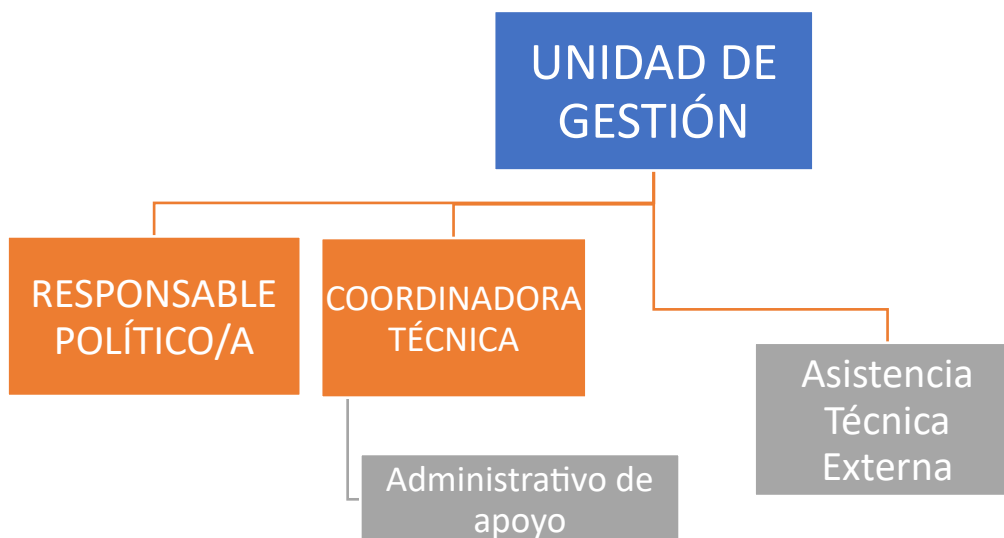 UNIDAD DE
GESTIÓN
RESPONSABLE
POLÍTICO/A
COORDINADORA
TÉCNICA
Asistencia
Técnica
Externa
Administrativo de
apoyo